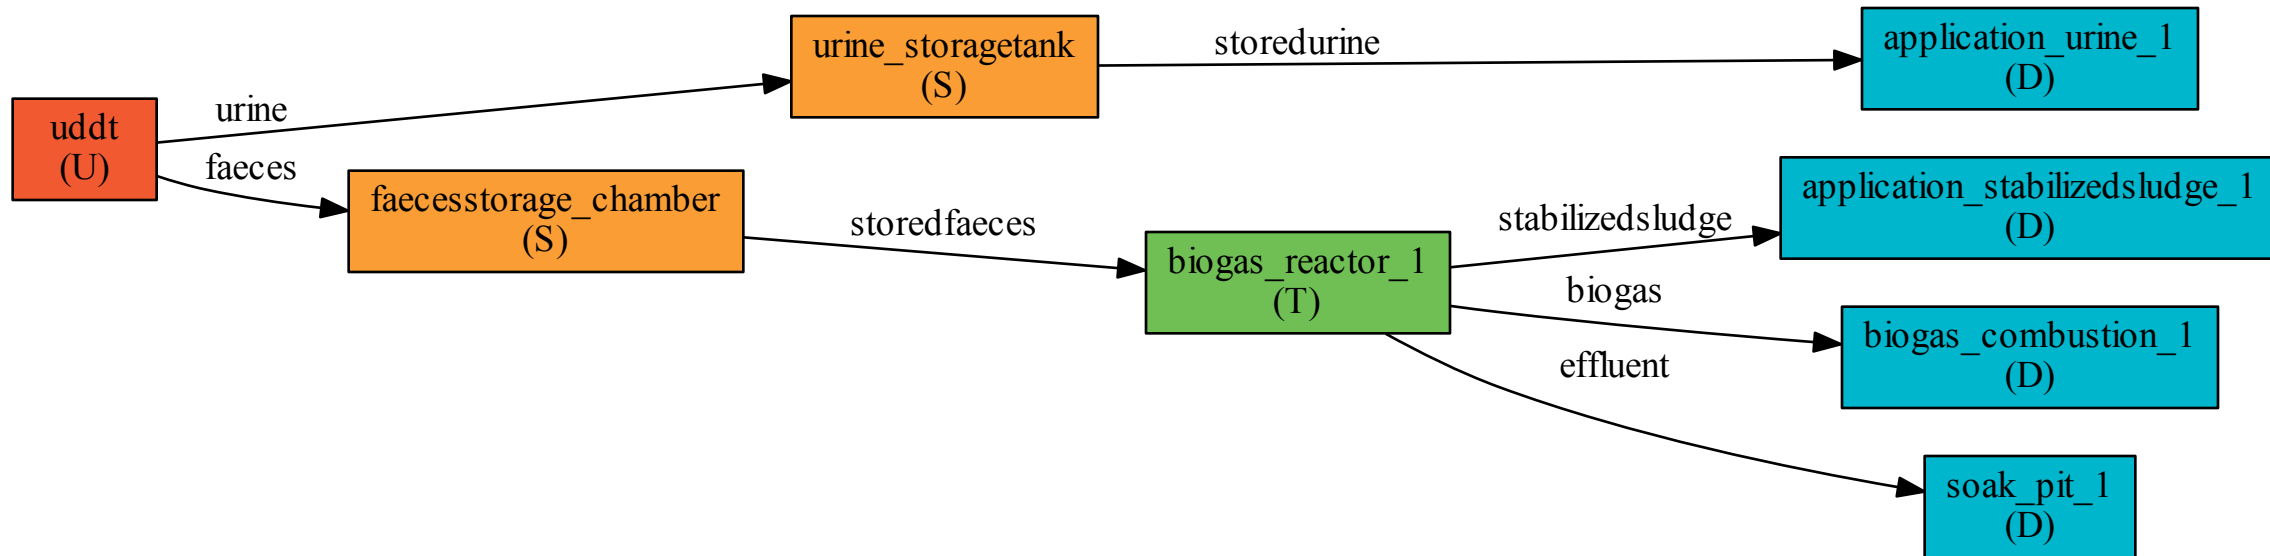 uddt
(U)
urine
faeces
urine_storagetank
(S)
faecesstorage_chamber
(S)
storedurine
storedfaeces
biogas_reactor_1
(T)
stabilizedsludge
biogas
effluent
application_urine_1
(D)
application_stabilizedsludge_1
(D)
biogas_combustion_1
(D)
soak_pit_1
(D)